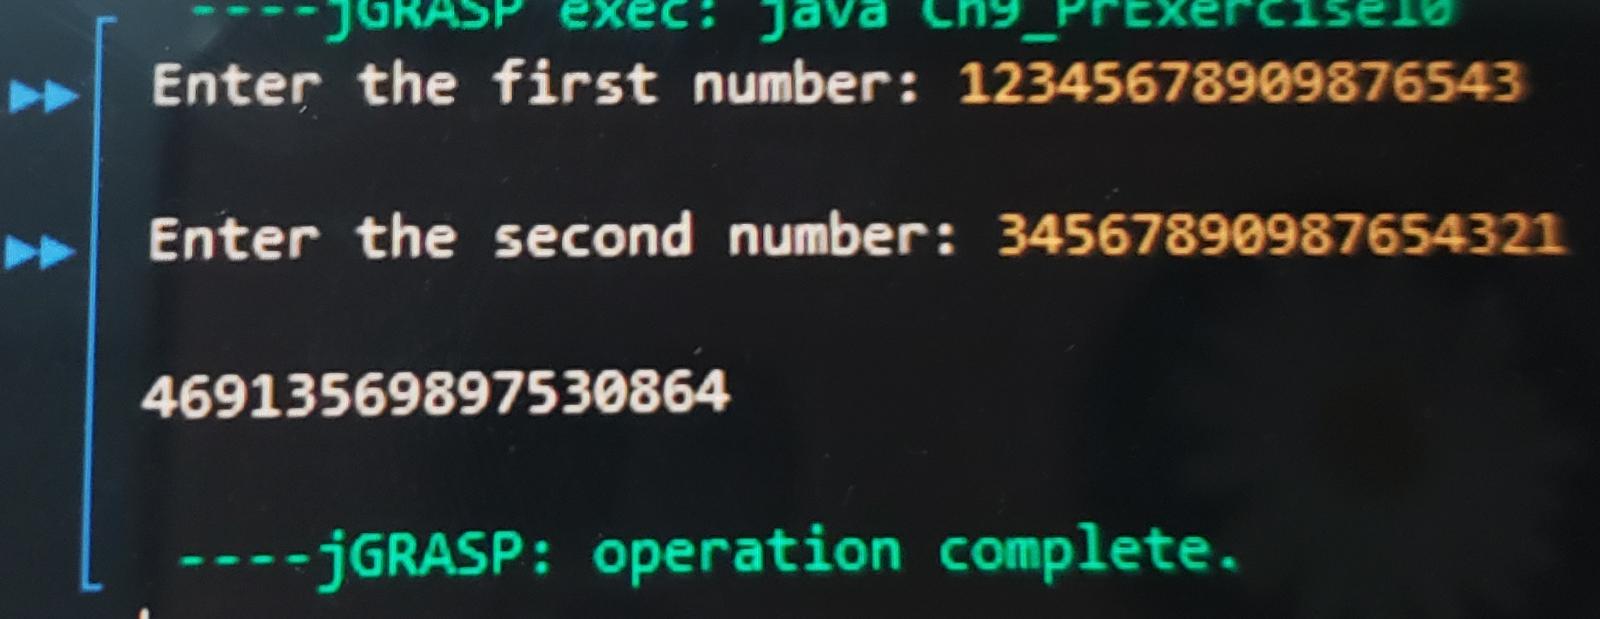 ----jGRASP exec: java Ch9_PrExercise10
Enter the first number: 12345678909876543
Enter the second number: 34567890987654321
46913569897530864
----jGRASP: operation complete.